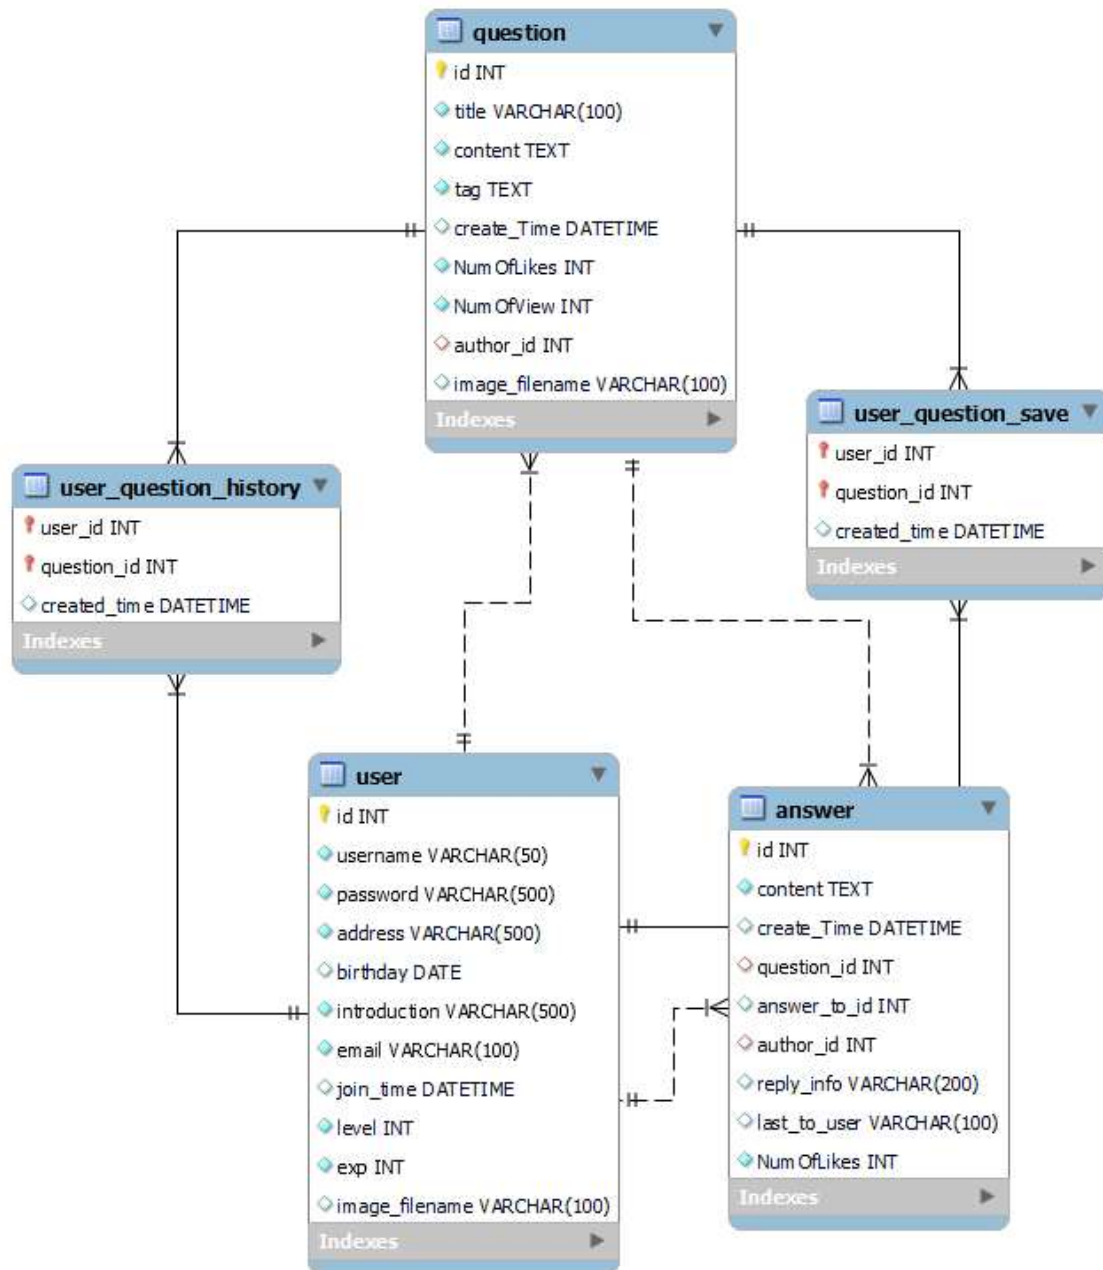 question
id INT
title VARCHAR(100)
content TEXT
tag TEXT
create_Time DATETIME
NumOfLikes INT
NumOfView INT
author_id INT
image_filename VARCHAR(100)
Indexes
user_question_save
user_id INT
question_id INT
created_time DATETIME
Indexes
user_question_history
user_id INT
question_id INT
created_time DATETIME
Indexes
user
id INT
username VARCHAR(50)
password VARCHAR(500)
address VARCHAR(500)
birthday DATE
introduction VARCHAR(500)
email VARCHAR(100)
join_time DATETIME
level INT
exp INT
image_filename VARCHAR(100)
Indexes
answer
id INT
content TEXT
create_Time DATETIME
question_id INT
answer_to_id INT
author_id INT
reply_info VARCHAR(200)
last_to_user VARCHAR(100)
NumOfLikes INT
Indexes